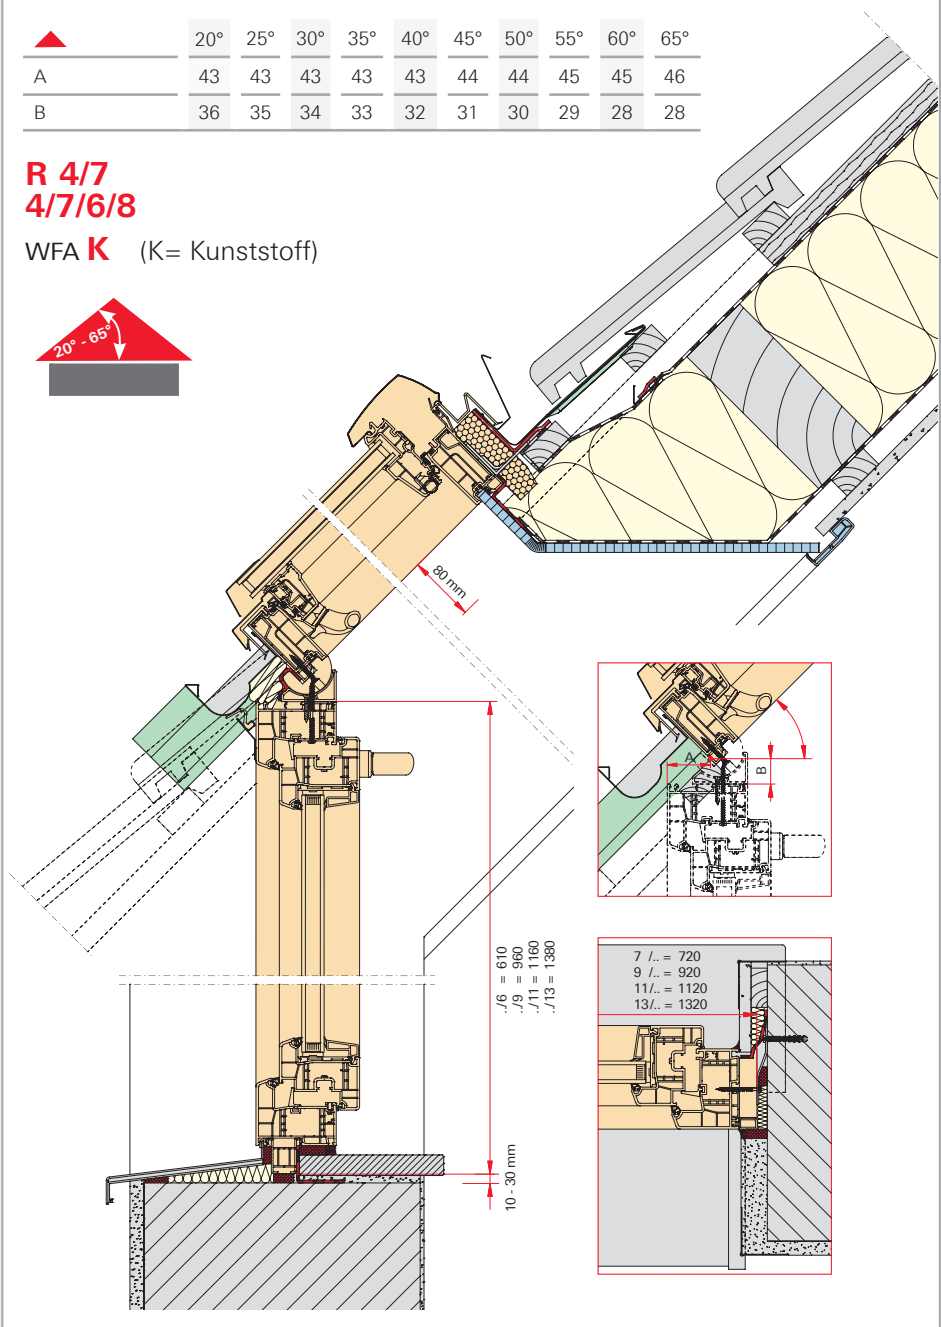 20° 25° 30° 35° 40° 45° 50° 55° 60° 65°
A 43 43 43 43 43 44 44 45 45 46
B 36 35 34 33 32 31 30 29 28 28
R 4/7
4/7/6/8
WFA K (K= Kunststoff)
20° - 65°
80 mm
A
B
./6 = 610
./9 = 960
./11 = 1160
./13 = 1380
7 /.. = 720
9 /.. = 920
11/.. = 1120
13/.. = 1320
10 - 30 mm